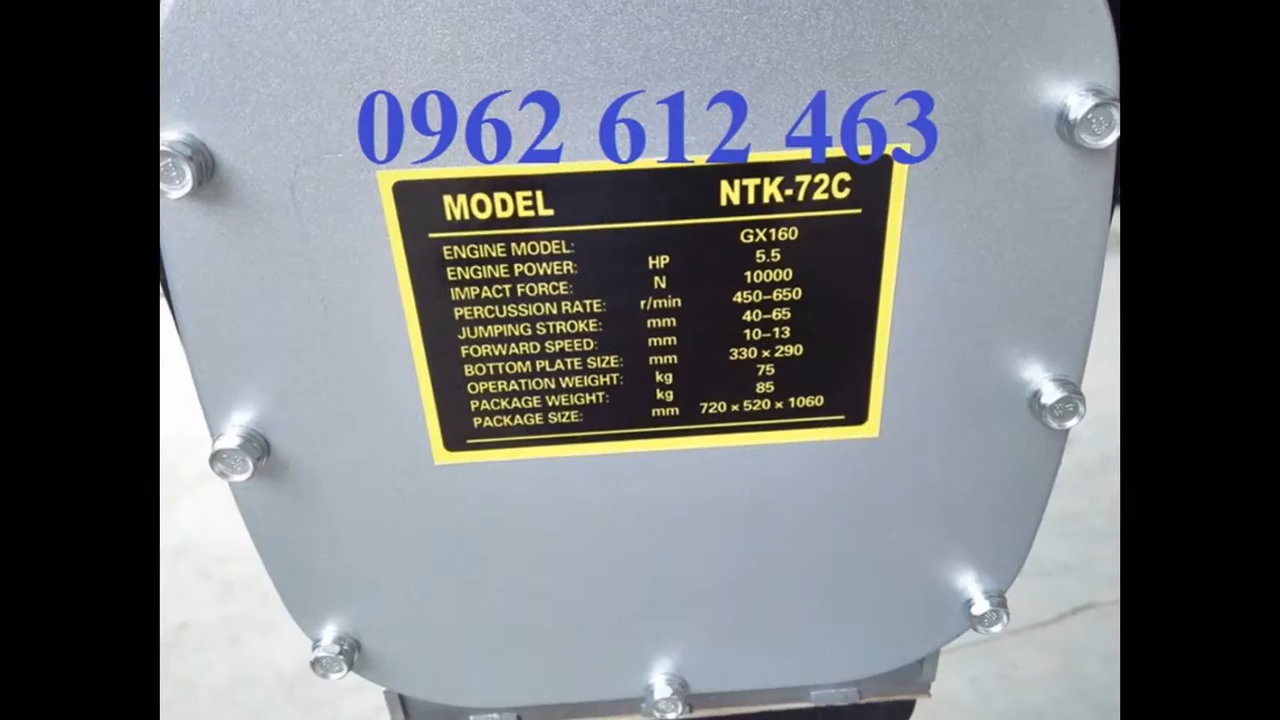 0962 612 463
MODEL NTK-72C
ENGINE MODEL: GX160
ENGINE POWER: HP 5.5
IMPACT FORCE: N 10000
PERCUSSION RATE: r/min 450-650
JUMPING STROKE: mm 40-65
FORWARD SPEED: mm 10-13
BOTTOM PLATE SIZE: mm 330 × 290
OPERATION WEIGHT: kg 75
PACKAGE WEIGHT: kg 85
PACKAGE SIZE: mm 720 × 520 × 1060